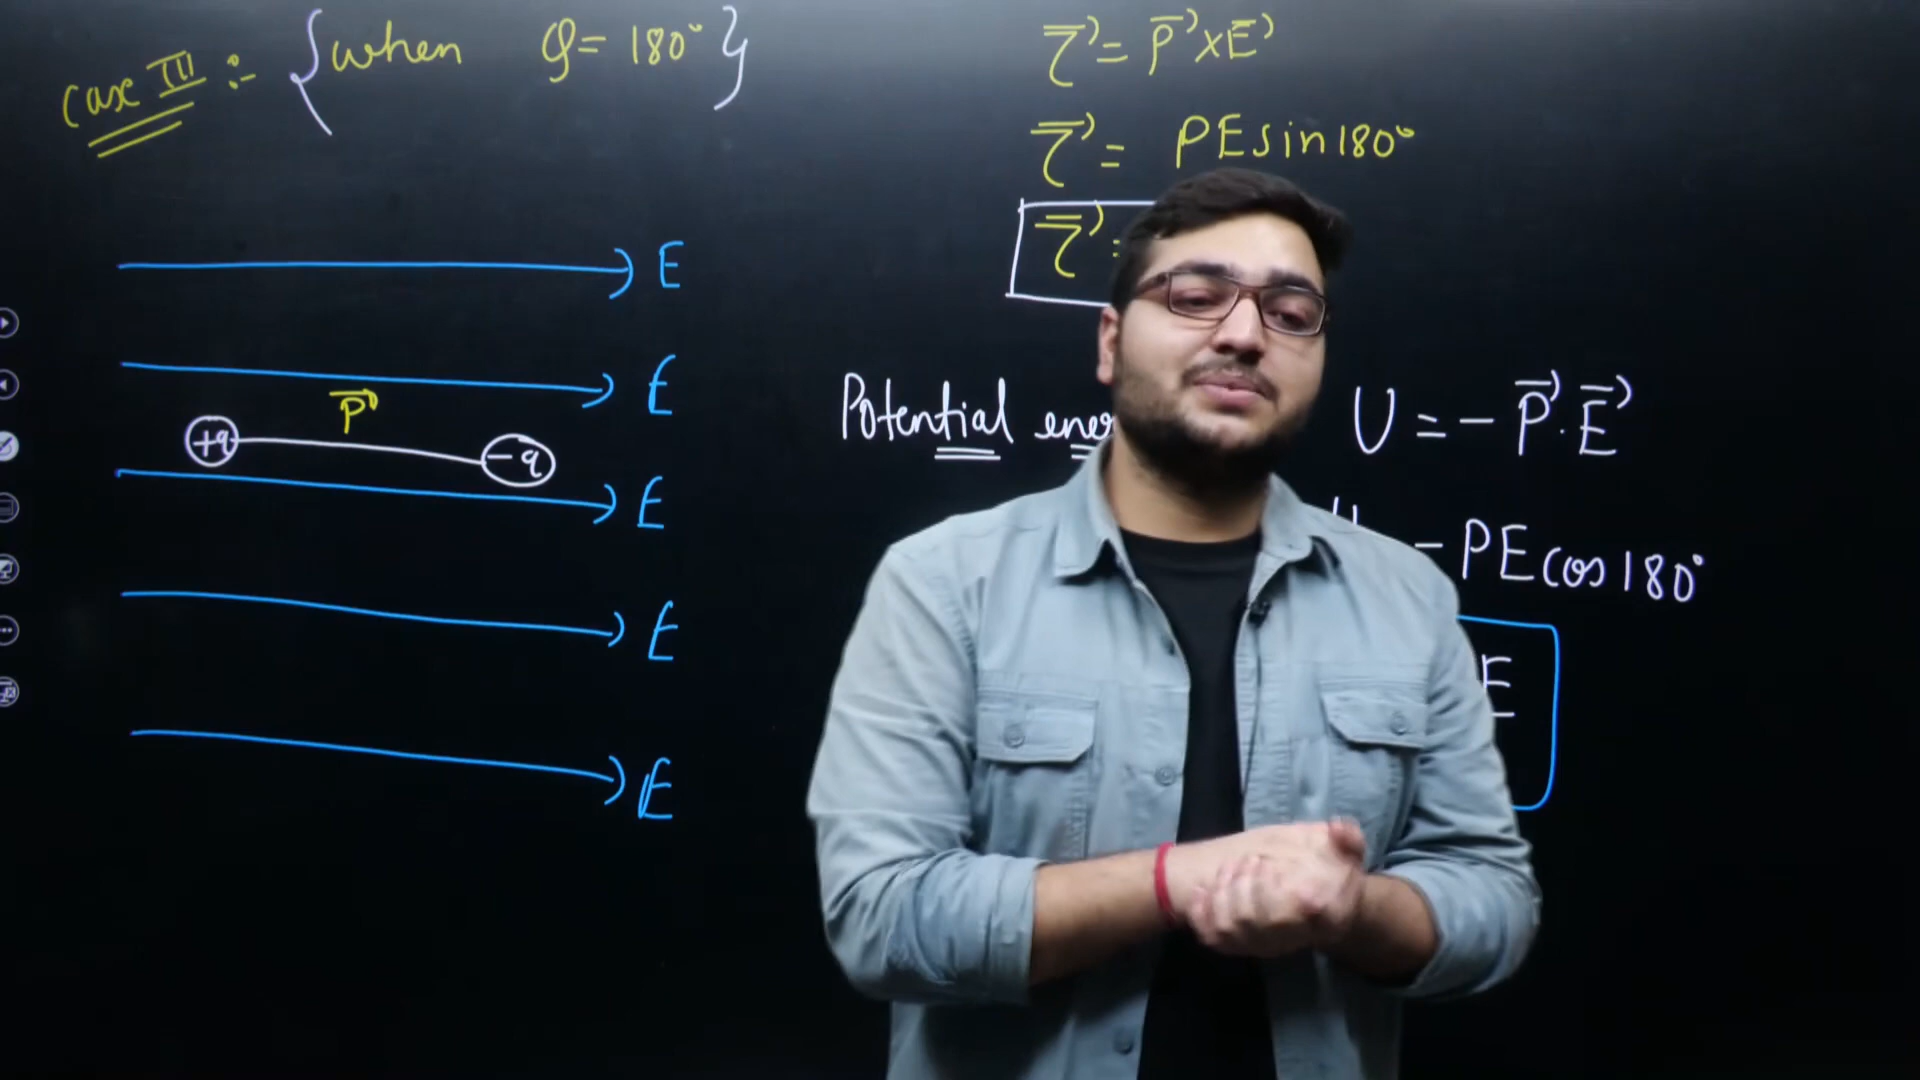 Case III :- {when φ = 180°}
τ⃗ = P⃗ × E⃗
τ⃗ = PE sin 180°
τ⃗ =
E
E
P⃗
+q -q
E
E
E
Potential U = - P⃗ . E⃗
- PE cos 180°
E